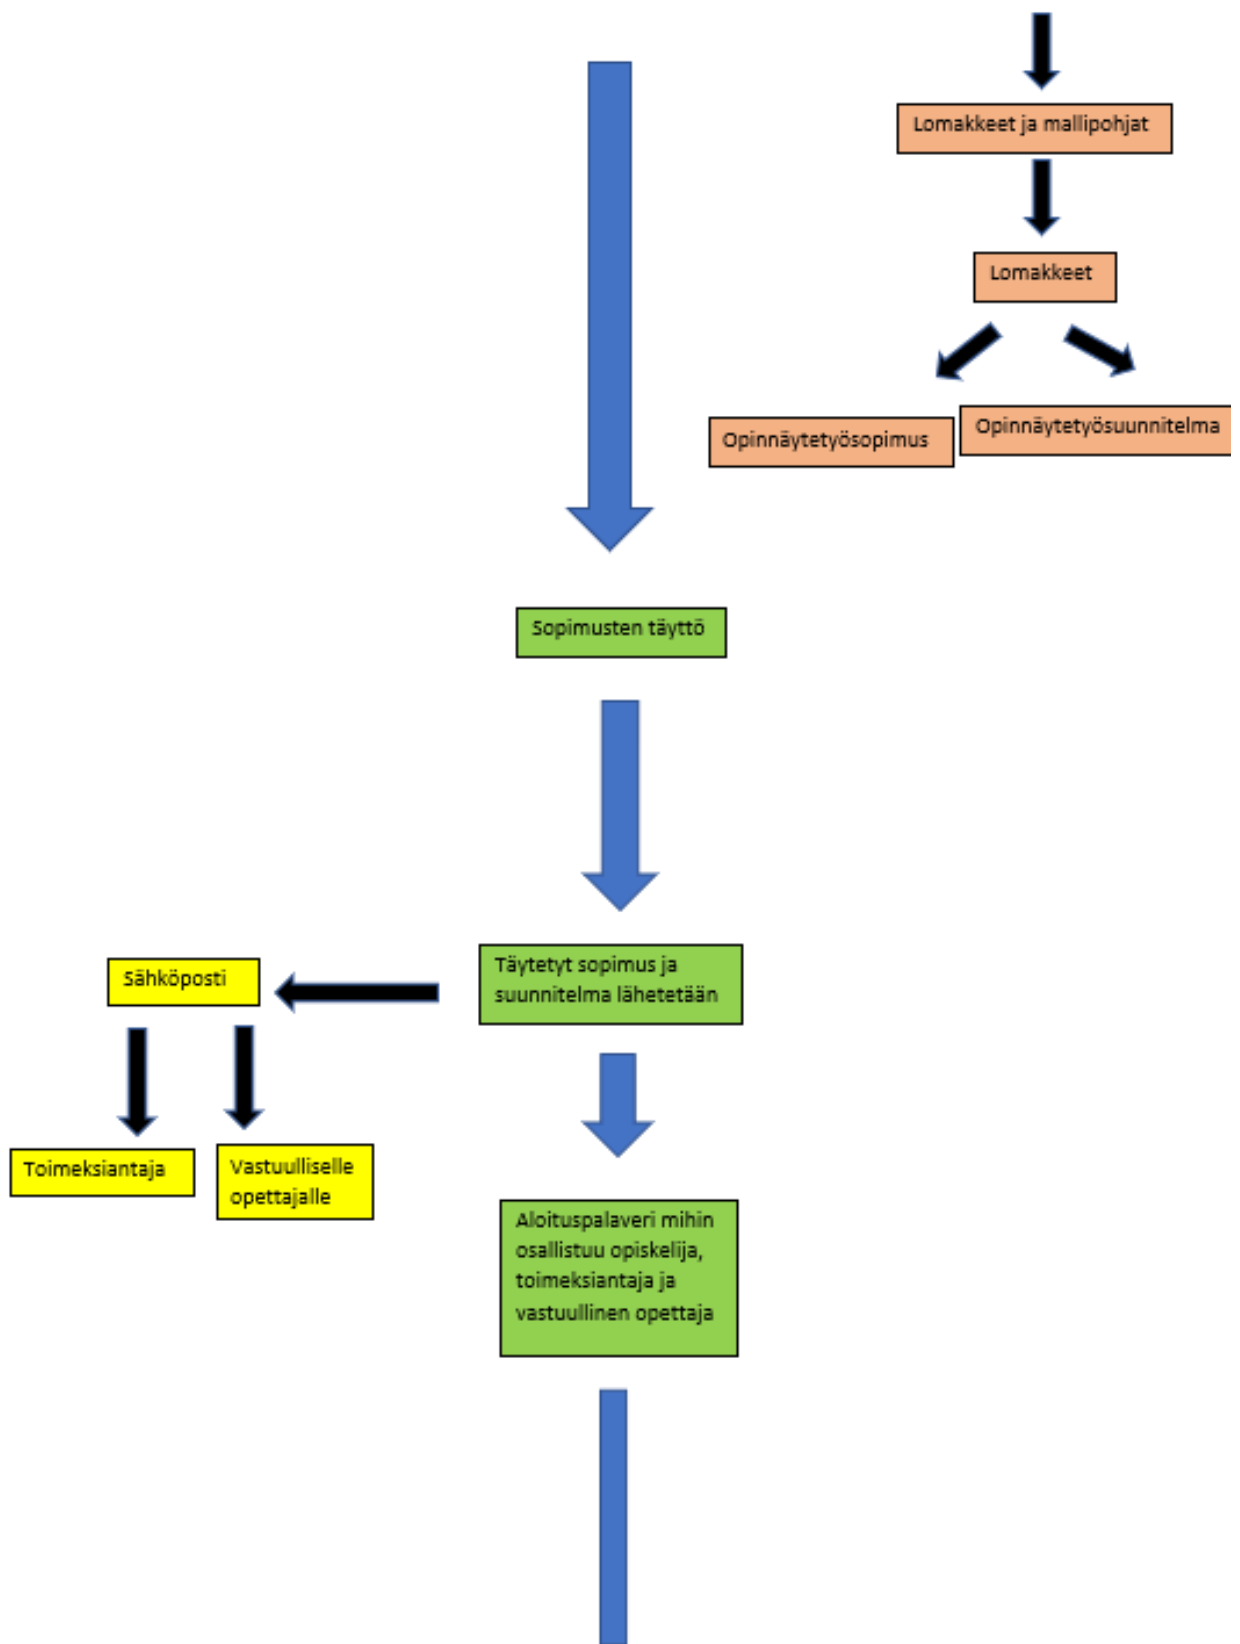 Lomakkeet ja mallipohjat
Lomakkeet
Opinnäytetyösopimus
Opinnäytetyösuunnitelma
Sopimusten täyttö
Täytetyt sopimus ja
suunnitelma lähetetään
Sähköposti
Toimeksiantaja
Vastuulliselle
opettajalle
Aloituspalaveri mihin
osallistuu opiskelija,
toimeksiantaja ja
vastuullinen opettaja